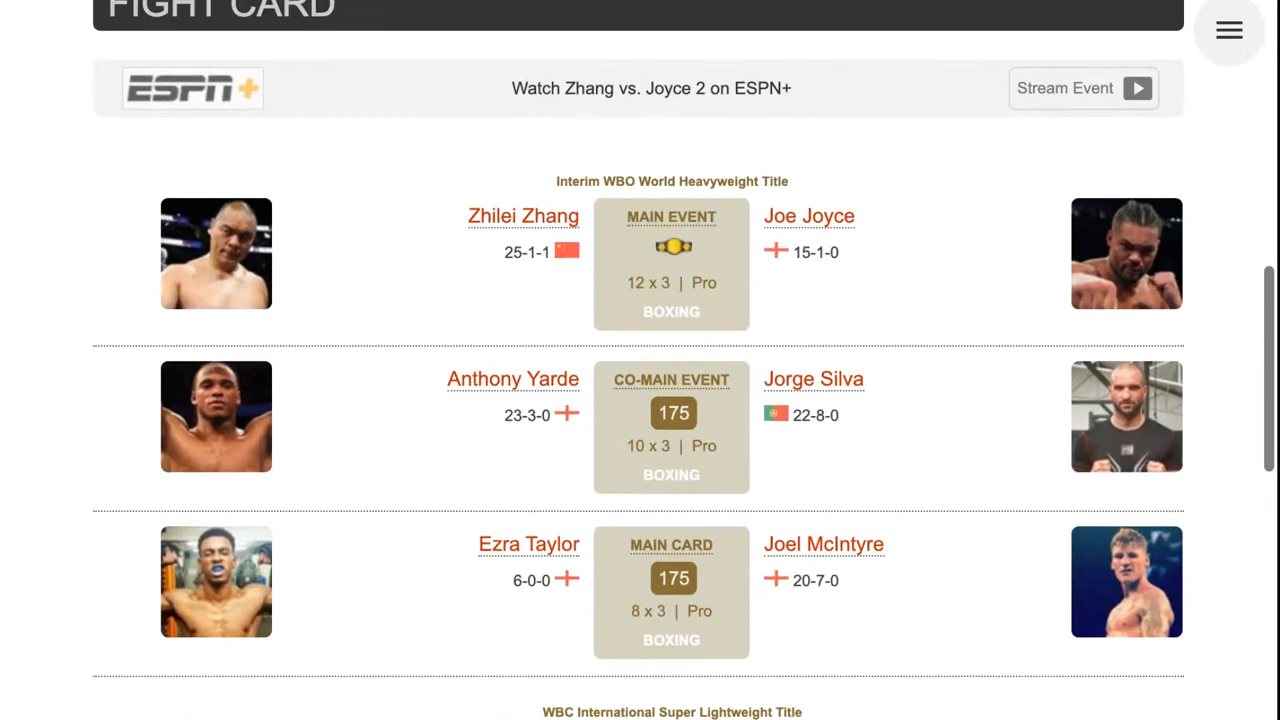 FIGHT CARD
ESPN+
Watch Zhang vs. Joyce 2 on ESPN+
Stream Event
Interim WBO World Heavyweight Title
Zhilei Zhang
25-1-1
MAIN EVENT
12 x 3 | Pro
BOXING
Joe Joyce
15-1-0
Anthony Yarde
23-3-0
CO-MAIN EVENT
175
10 x 3 | Pro
BOXING
Jorge Silva
22-8-0
Ezra Taylor
6-0-0
MAIN CARD
175
8 x 3 | Pro
BOXING
Joel McIntyre
20-7-0
WBC International Super Lightweight Title